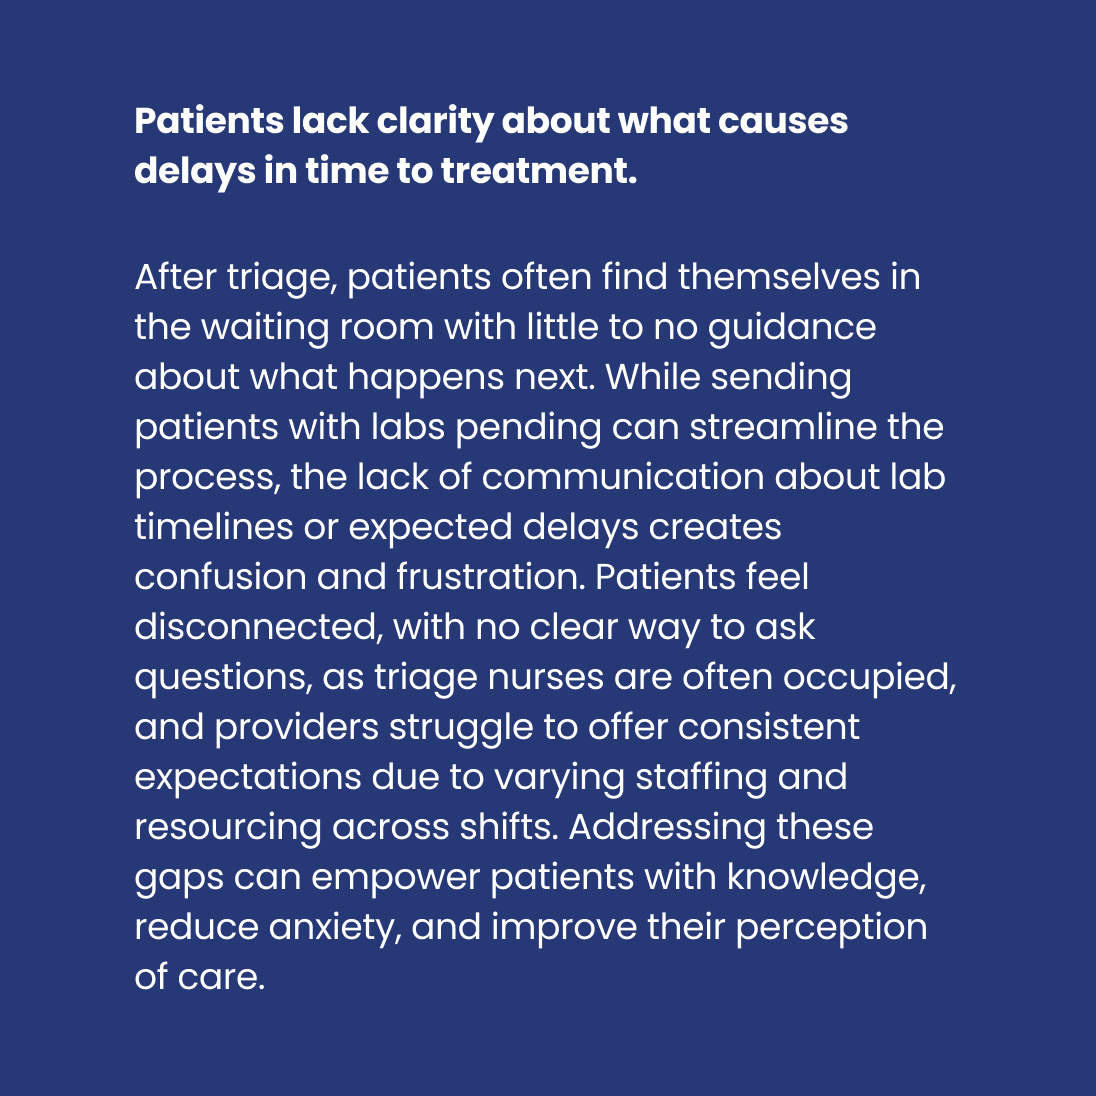 Patients lack clarity about what causes
delays in time to treatment.
After triage, patients often find themselves in
the waiting room with little to no guidance
about what happens next. While sending
patients with labs pending can streamline the
process, the lack of communication about lab
timelines or expected delays creates
confusion and frustration. Patients feel
disconnected, with no clear way to ask
questions, as triage nurses are often occupied,
and providers struggle to offer consistent
expectations due to varying staffing and
resourcing across shifts. Addressing these
gaps can empower patients with knowledge,
reduce anxiety, and improve their perception
of care.